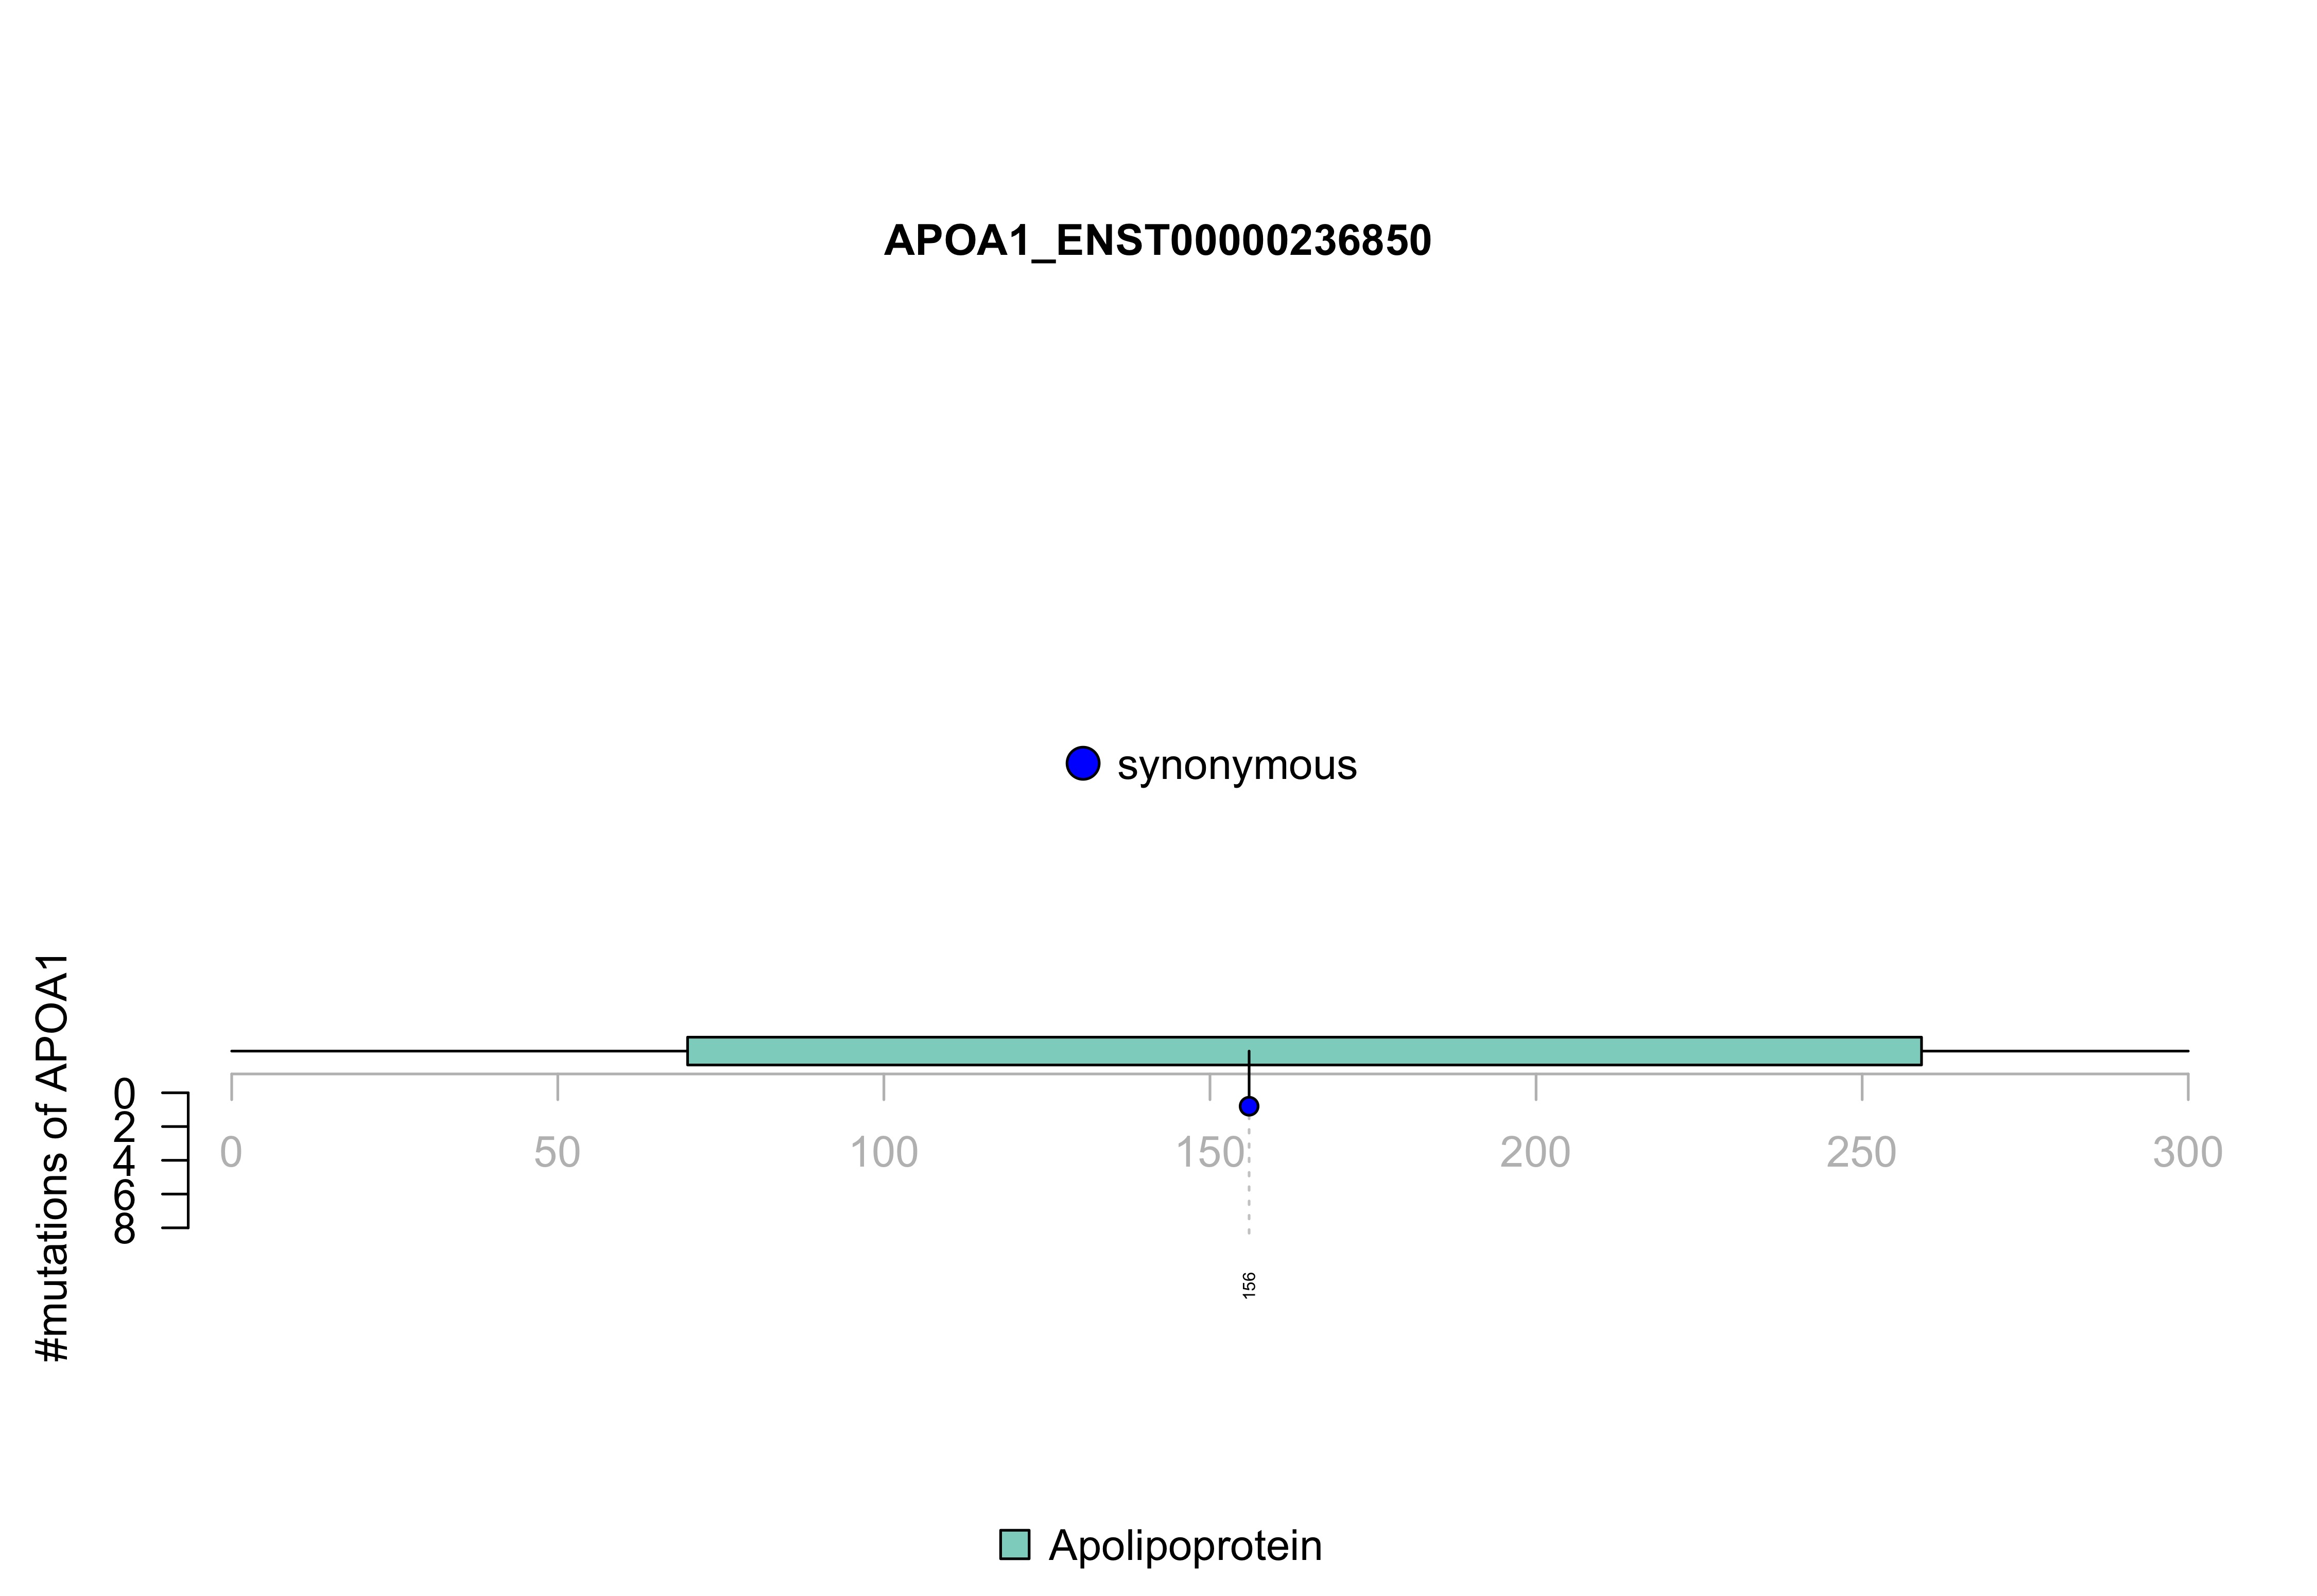 APOA1_ENST00000236850
synonymous
#mutations of APOA1
0
2
4
6
8
0 50 100 150 200 250 300
156
Apolipoprotein